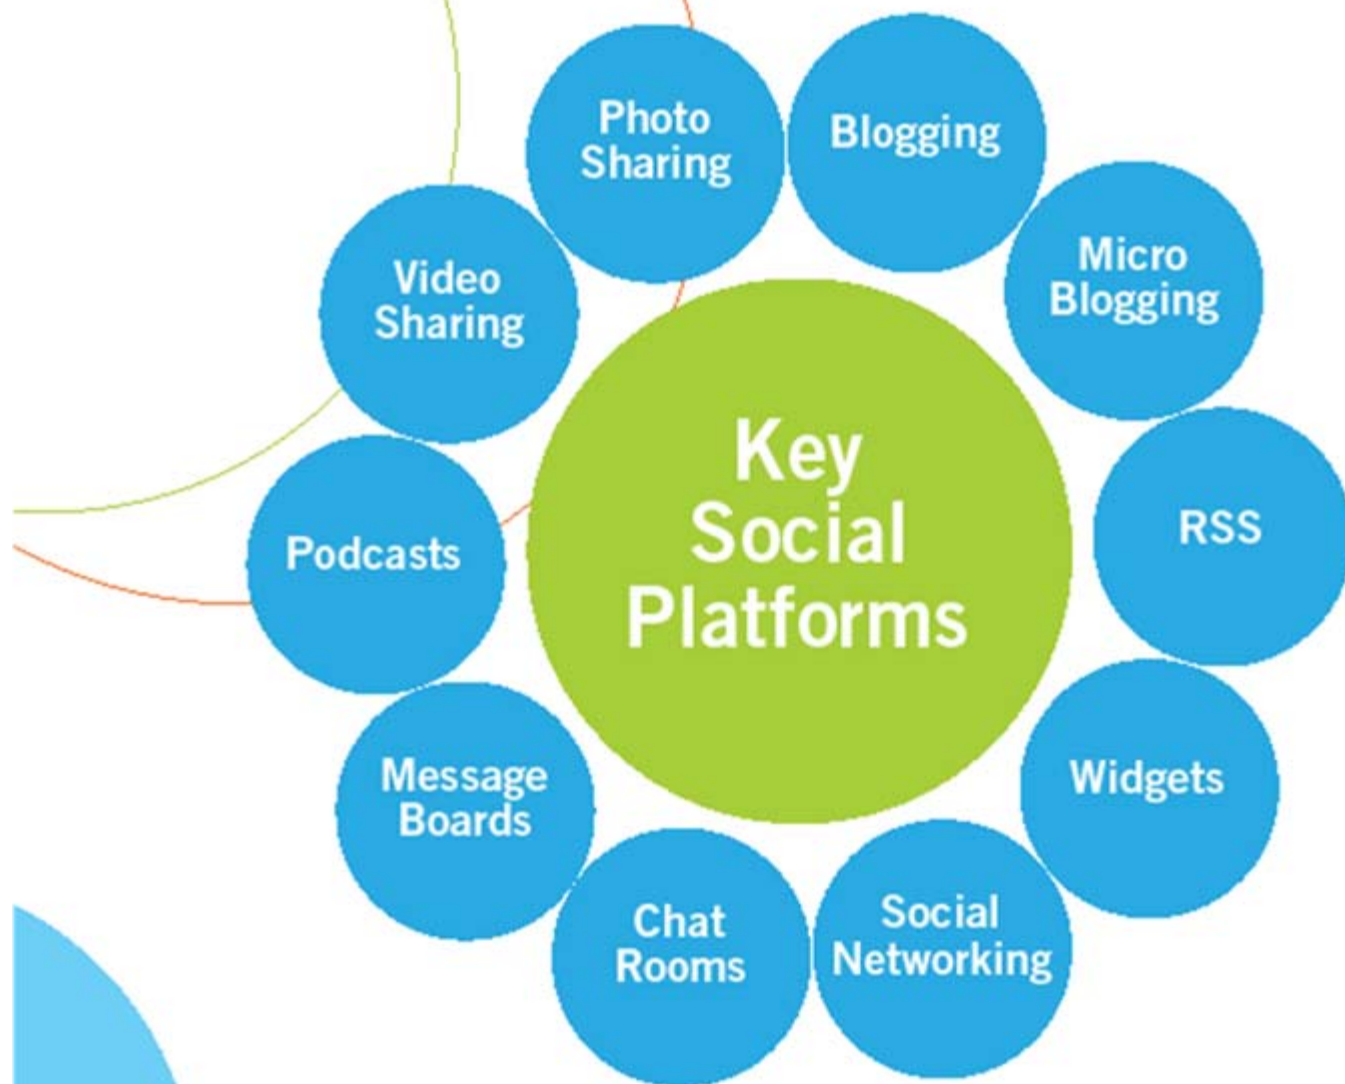 Photo
Sharing
Blogging
Micro
Blogging
Video
Sharing
Key
Social
Platforms
RSS
Podcasts
Widgets
Message
Boards
Social
Networking
Chat
Rooms